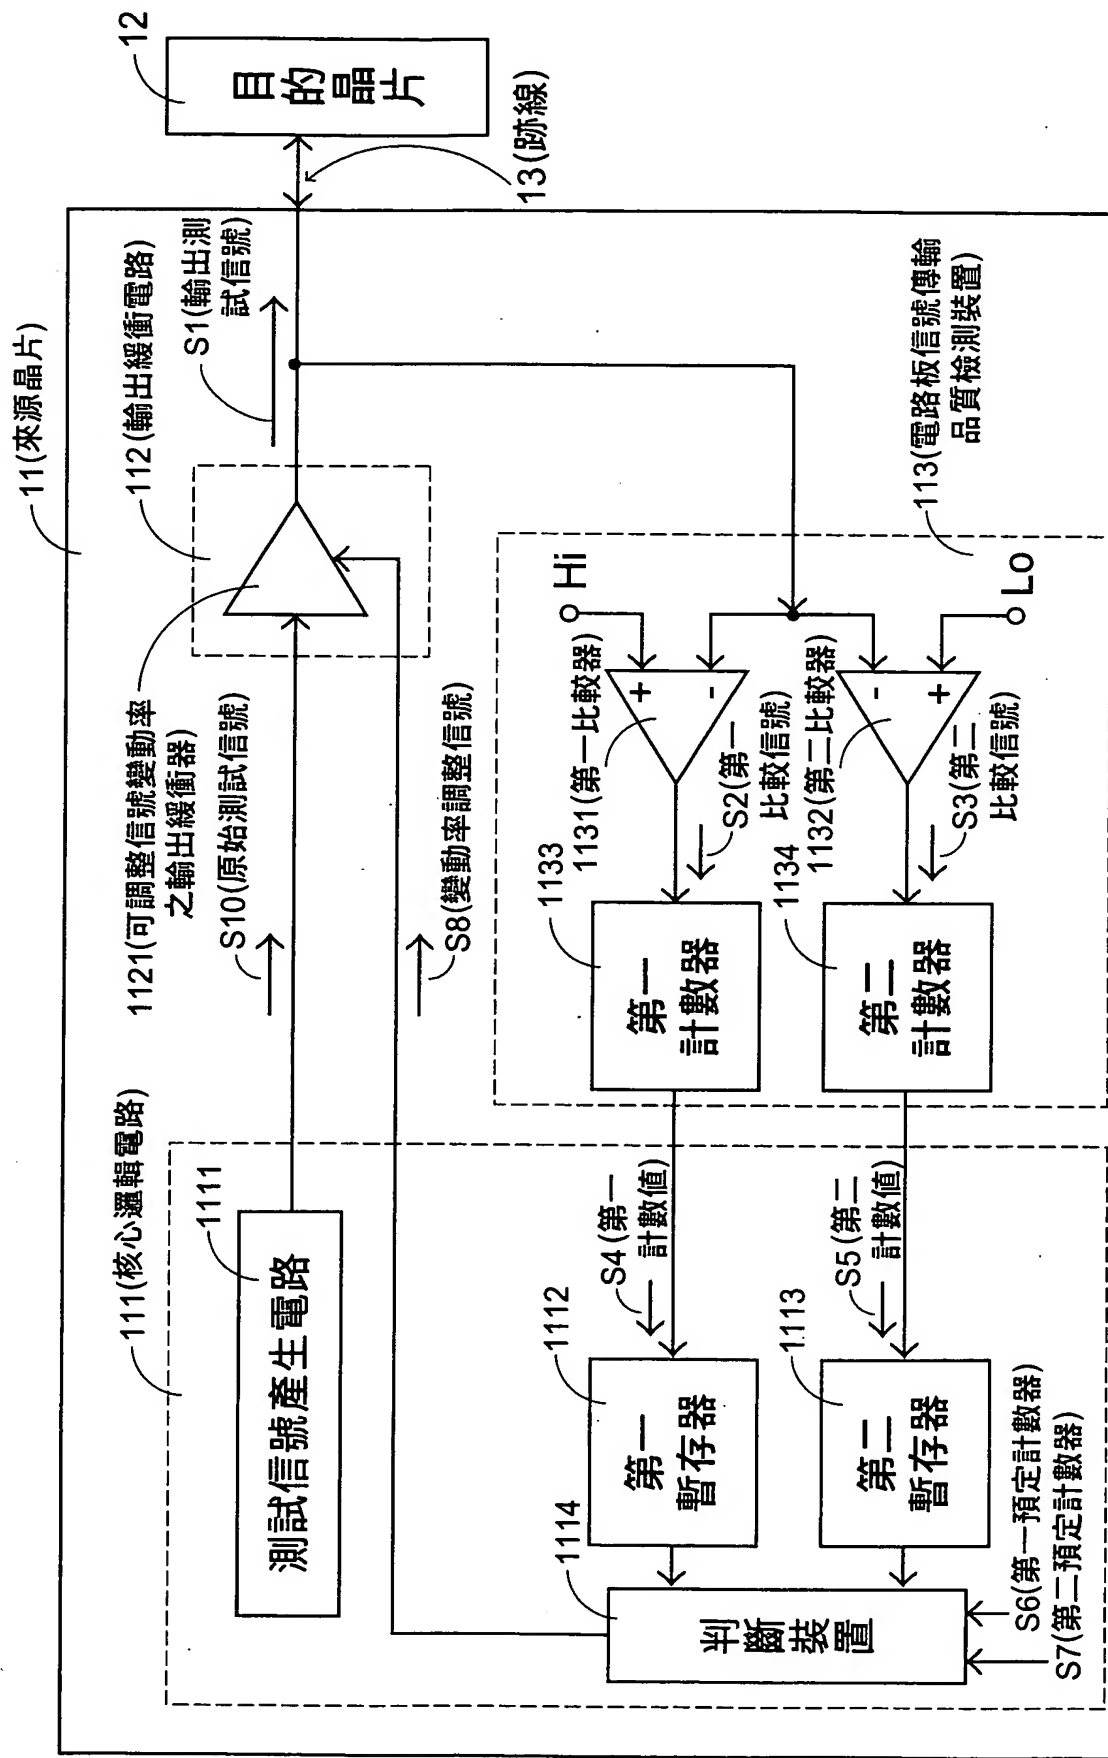 11(來源晶片)
12
目的晶片
13(跡線)
112(輸出緩衝電路)
S1(輸出測
試信號)
1121(可調整信號變動率
之輸出緩衝器)
S10(原始測試信號)
S8(變動率調整信號)
111(核心邏輯電路)
1111
測試信號產生電路
113(電路板信號傳輸
品質檢測裝置)
Hi
Lo
+
-
-
+
1131(第一比較器)
S2(第一
比較信號)
1132(第二比較器)
S3(第二
比較信號)
1133
第一
計數器
1134
第二
計數器
S4(第一
計數值)
S5(第二
計數值)
1112
第一
暫存器
1113
第二
暫存器
1114
判斷裝置
S6(第一預定計數器)
S7(第二預定計數器)